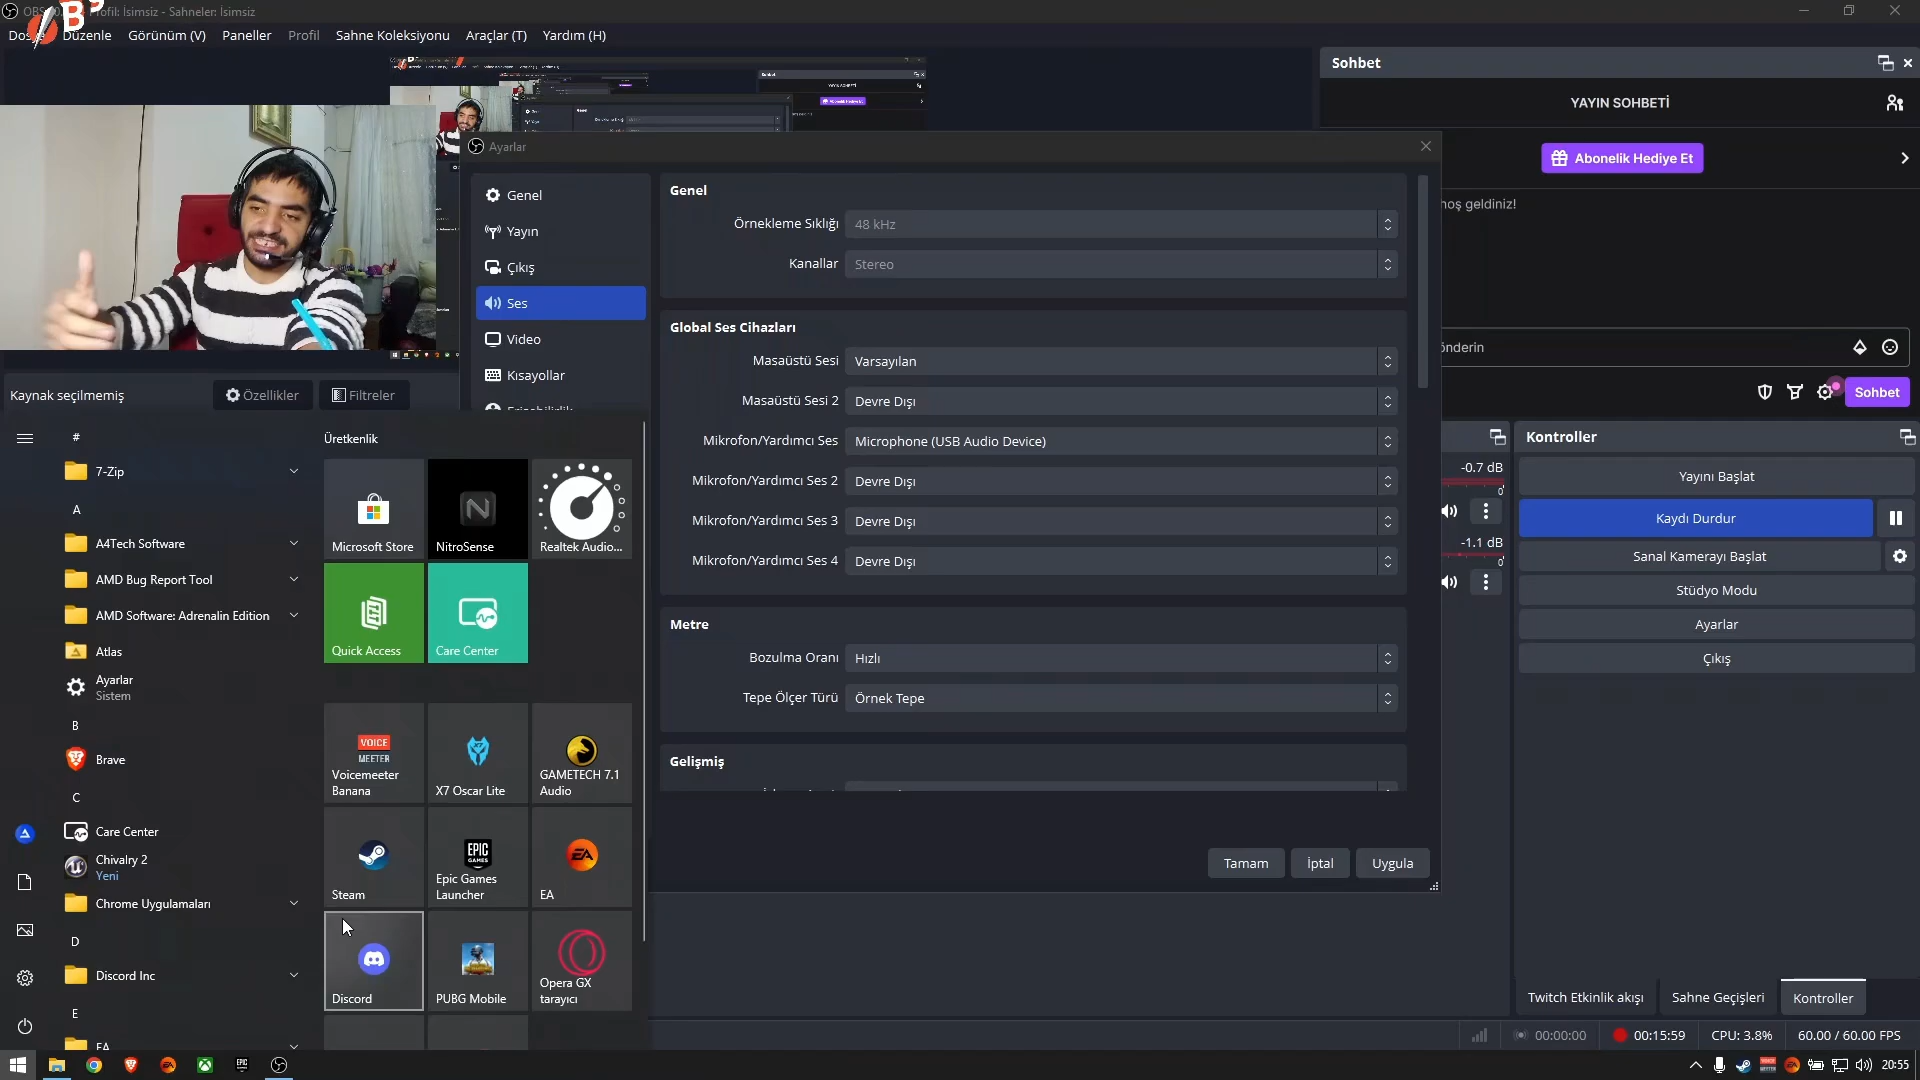 Profil: İsimsiz - Sahneler: İsimsiz
Düzenle
Görünüm (V)
Paneller
Profil
Sahne Koleksiyonu
Araçlar (T)
Yardım (H)
Sohbet
YAYIN SOHBETİ
Abonelik Hediye Et
hoş geldiniz!
Sohbet
Kaynak seçilmemiş
Özellikler
Filtreler
Ayarlar
Genel
Yayın
Çıkış
Ses
Video
Kısayollar
Genel
Örnekleme Sıklığı
48 kHz
Kanallar
Stereo
Global Ses Cihazları
Masaüstü Sesi
Varsayılan
Masaüstü Sesi 2
Devre Dışı
Mikrofon/Yardımcı Ses
Microphone (USB Audio Device)
Mikrofon/Yardımcı Ses 2
Devre Dışı
Mikrofon/Yardımcı Ses 3
Devre Dışı
Mikrofon/Yardımcı Ses 4
Devre Dışı
Metre
Bozulma Oranı
Hızlı
Tepe Ölçer Türü
Örnek Tepe
Gelişmiş
Tamam
İptal
Uygula
#
7-Zip
A
A4Tech Software
AMD Bug Report Tool
AMD Software: Adrenalin Edition
Atlas
Ayarlar
Sistem
B
Brave
C
Care Center
Chivalry 2
Yeni
Chrome Uygulamaları
D
Discord Inc
E
EA
Üretkenlik
Microsoft Store
NitroSense
Realtek Audio...
Quick Access
Care Center
VOICE
MEETER
Voicemeeter
Banana
X7 Oscar Lite
GAMETECH 7.1
Audio
Steam
EPIC
GAMES
Epic Games
Launcher
EA
Discord
PUBG Mobile
Opera GX
tarayıcı
-0.7 dB
0
-1.1 dB
0
Kontroller
Yayını Başlat
Kaydı Durdur
Sanal Kamerayı Başlat
Stüdyo Modu
Ayarlar
Çıkış
Twitch Etkinlik akışı
Sahne Geçişleri
Kontroller
00:00:00
00:15:59
CPU: 3.8%
60.00 / 60.00 FPS
20:55